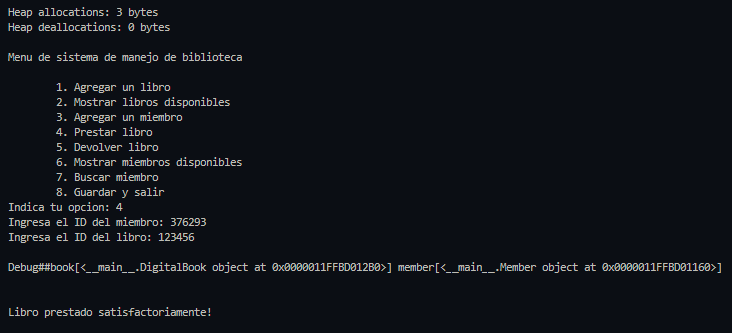 Heap allocations: 3 bytes
Heap deallocations: 0 bytes
Menu de sistema de manejo de biblioteca
1. Agregar un libro
2. Mostrar libros disponibles
3. Agregar un miembro
4. Prestar libro
5. Devolver libro
6. Mostrar miembros disponibles
7. Buscar miembro
8. Guardar y salir
Indica tu opcion: 4
Ingresa el ID del miembro: 376293
Ingresa el ID del libro: 123456
Debug##book[<__main__.DigitalBook object at 0x0000011FFBD012B0>] member[<__main__.Member object at 0x0000011FFBD01160>]
Libro prestado satisfactoriamente!